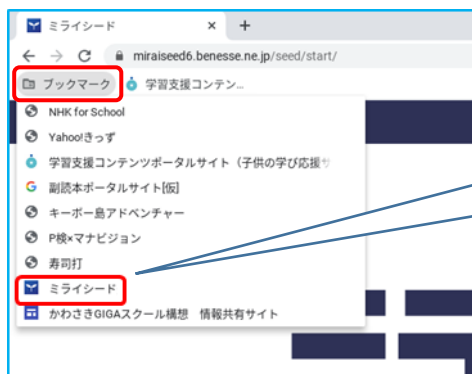 ミライシード
miraiseed6.benesse.ne.jp/seed/start/
ブックマーク 学習支援コンテン...
NHK for School
Yahoo!きっず
学習支援コンテンツポータルサイト（子供の学び応援サ
副読本ポータルサイト[仮]
キーボー島アドベンチャー
P検×マナビジョン
寿司打
ミライシード
かわさきGIGAスクール構想 情報共有サイト